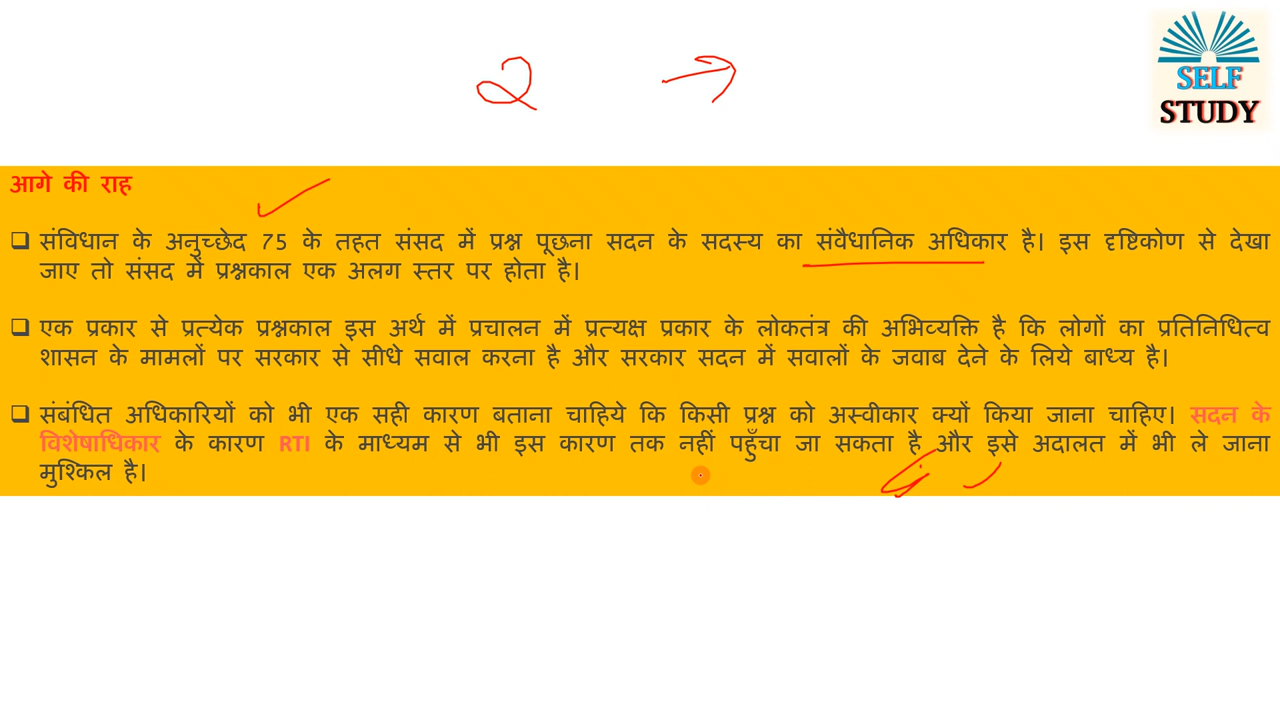 SELF
STUDY
Q
आगे की राह
❑ संविधान के अनुच्छेद 75 के तहत संसद में प्रश्न पूछना सदन के सदस्य का संवैधानिक अधिकार है। इस दृष्टिकोण से देखा
जाए तो संसद में प्रश्नकाल एक अलग स्तर पर होता है।
❑ एक प्रकार से प्रत्येक प्रश्नकाल इस अर्थ में प्रचालन में प्रत्यक्ष प्रकार के लोकतंत्र की अभिव्यक्ति है कि लोगों का प्रतिनिधित्व
शासन के मामलों पर सरकार से सीधे सवाल करना है और सरकार सदन में सवालों के जवाब देने के लिये बाध्य है।
❑ संबंधित अधिकारियों को भी एक सही कारण बताना चाहिये कि किसी प्रश्न को अस्वीकार क्यों किया जाना चाहिए। सदन के
विशेषाधिकार के कारण RTI के माध्यम से भी इस कारण तक नहीं पहुँचा जा सकता है और इसे अदालत में भी ले जाना
मुश्किल है।